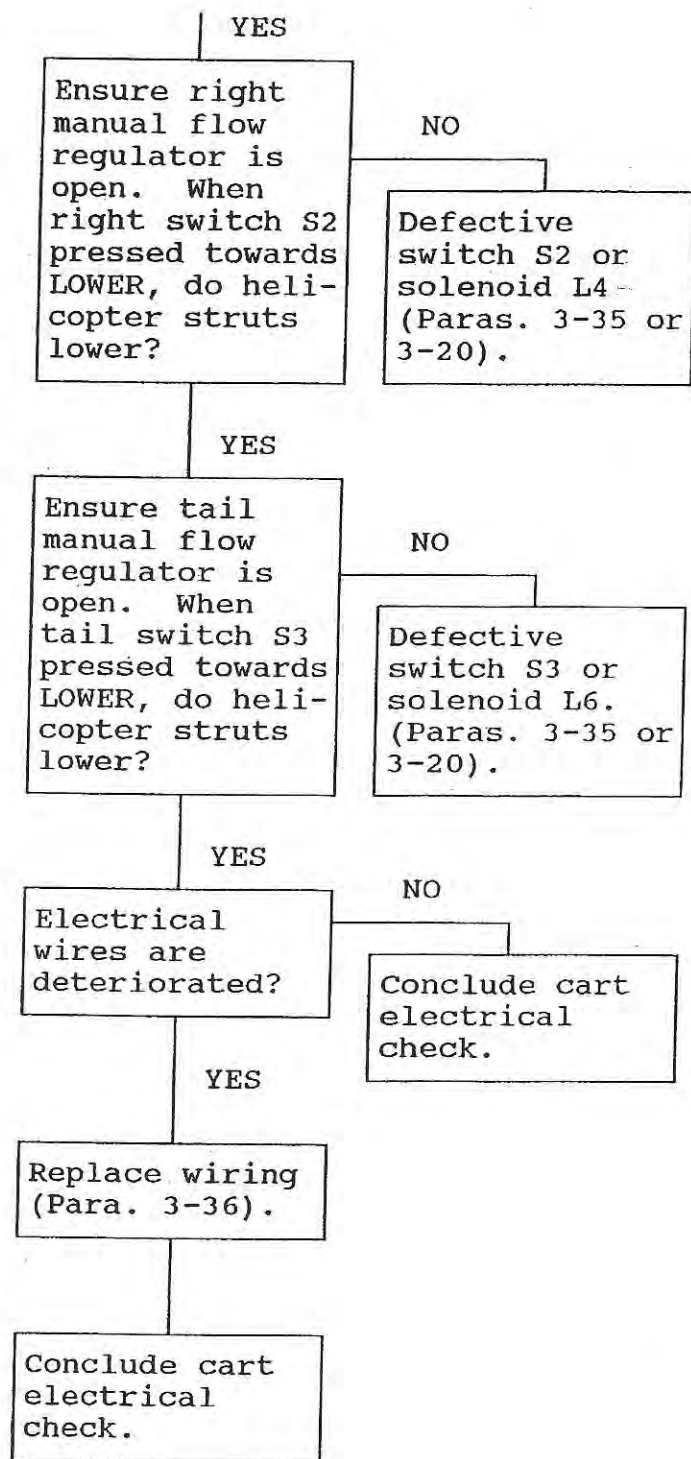 YES
Ensure right
manual flow
regulator is
open. When
right switch S2
pressed towards
LOWER, do heli-
copter struts
lower?
NO
Defective
switch S2 or
solenoid L4
(Paras. 3-35 or
3-20).
YES
Ensure tail
manual flow
regulator is
open. When
tail switch S3
pressed towards
LOWER, do heli-
copter struts
lower?
NO
Defective
switch S3 or
solenoid L6.
(Paras. 3-35 or
3-20).
YES
Electrical
wires are
deteriorated?
NO
Conclude cart
electrical
check.
YES
Replace wiring
(Para. 3-36).
Conclude cart
electrical
check.